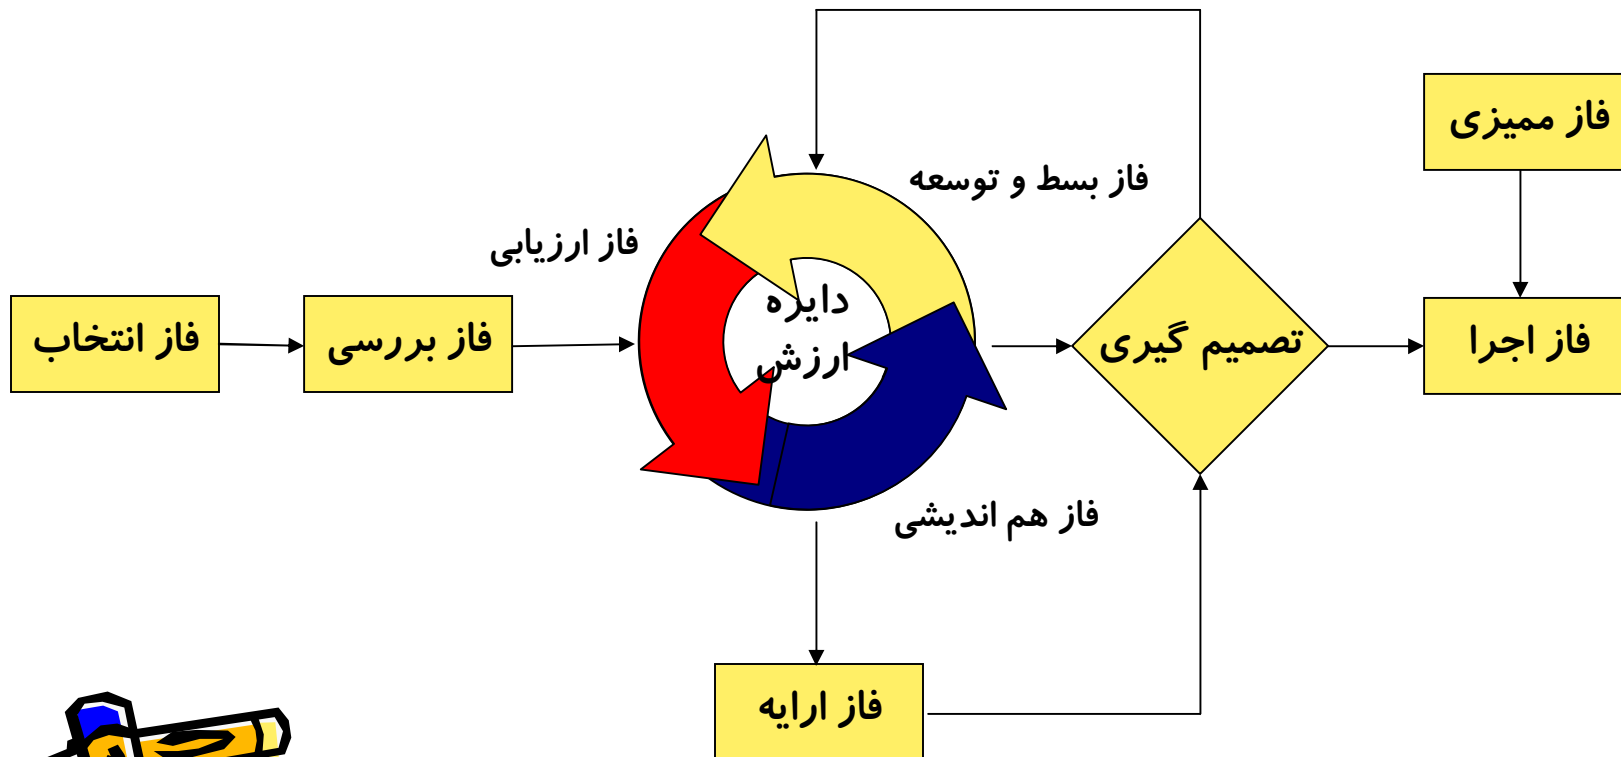 فاز ممیزی
فاز بسط و توسعه
فاز ارزیابی
دایره
ارزش
فاز انتخاب
فاز بررسی
تصمیم گیری
فاز اجرا
فاز هم اندیشی
فاز ارایه